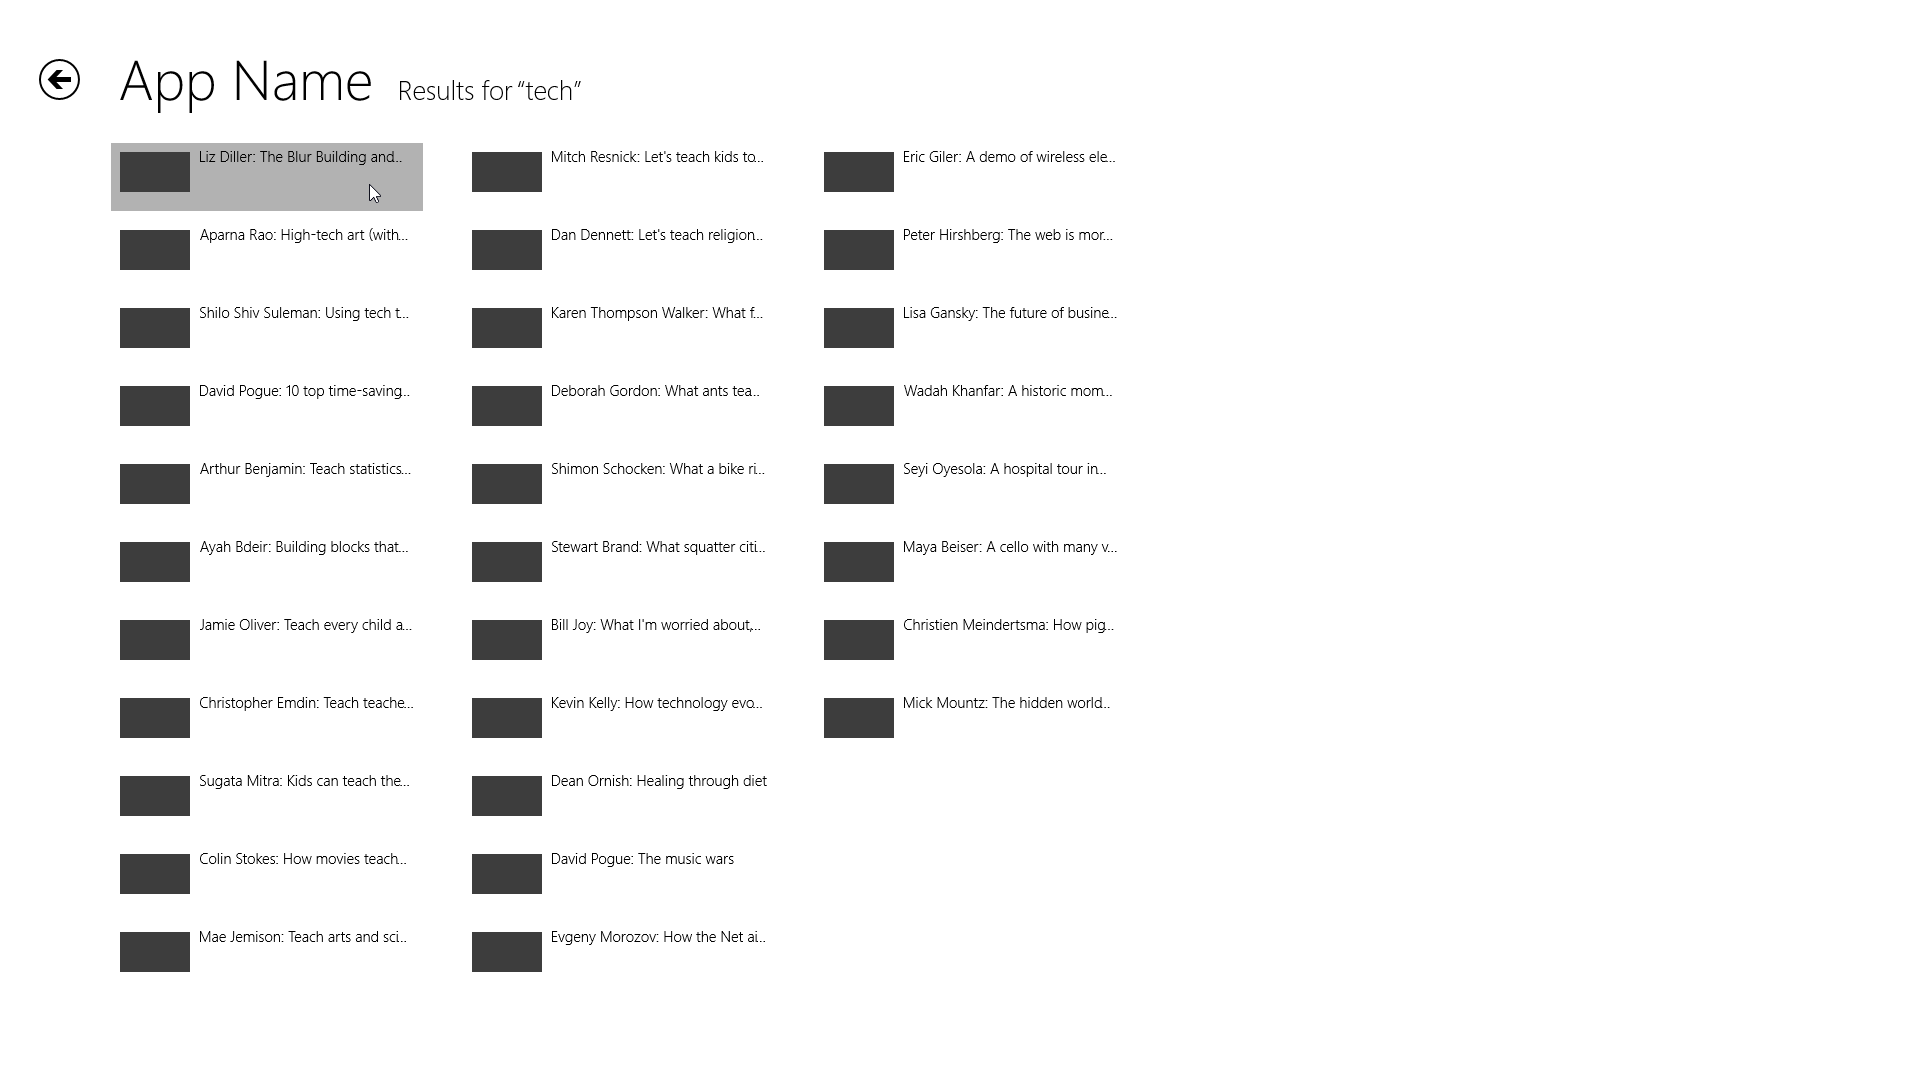 App Name Results for “tech”
Liz Diller: The Blur Building and...
Aparna Rao: High-tech art (with...
Shilo Shiv Suleman: Using tech t...
David Pogue: 10 top time-saving...
Arthur Benjamin: Teach statistics...
Ayah Bdeir: Building blocks that...
Jamie Oliver: Teach every child a...
Christopher Emdin: Teach teache...
Sugata Mitra: Kids can teach the...
Colin Stokes: How movies teach...
Mae Jemison: Teach arts and sci...
Mitch Resnick: Let's teach kids to...
Dan Dennett: Let's teach religion...
Karen Thompson Walker: What f...
Deborah Gordon: What ants tea...
Shimon Schocken: What a bike ri...
Stewart Brand: What squatter citi...
Bill Joy: What I'm worried about,...
Kevin Kelly: How technology evo...
Dean Ornish: Healing through diet
David Pogue: The music wars
Evgeny Morozov: How the Net ai...
Eric Giler: A demo of wireless ele...
Peter Hirshberg: The web is mor...
Lisa Gansky: The future of busine...
Wadah Khanfar: A historic mom...
Seyi Oyesola: A hospital tour in...
Maya Beiser: A cello with many v...
Christien Meindertsma: How pig...
Mick Mountz: The hidden world...